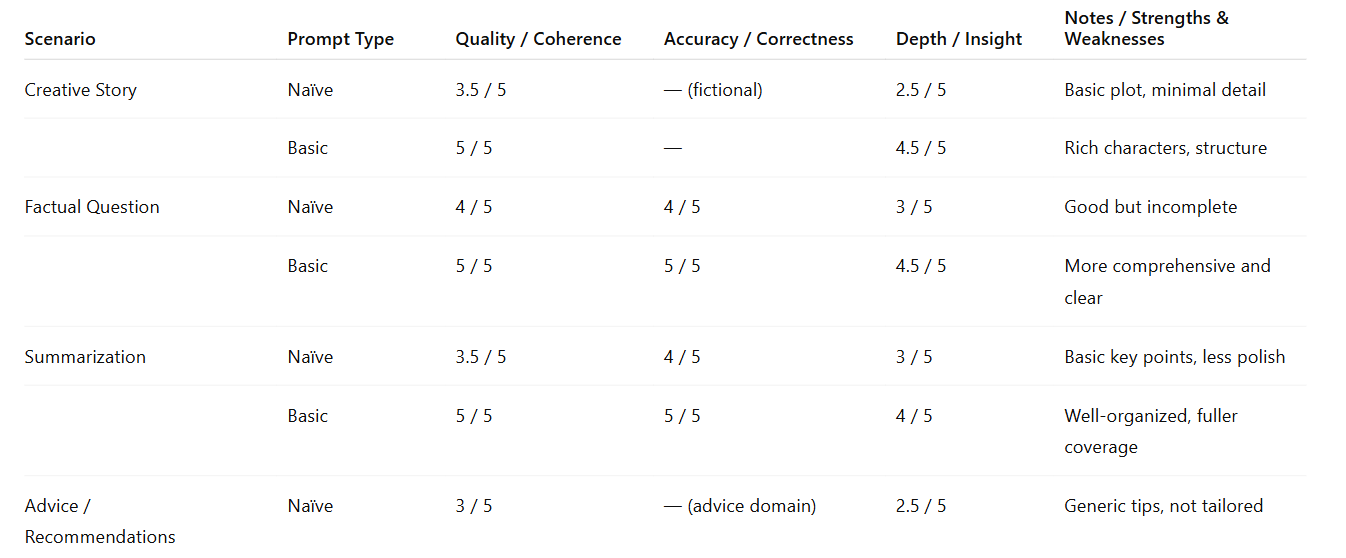 Scenario Prompt Type Quality / Coherence Accuracy / Correctness Depth / Insight Notes / Strengths & Weaknesses
Creative Story Naïve 3.5 / 5 — (fictional) 2.5 / 5 Basic plot, minimal detail
Basic 5 / 5 — 4.5 / 5 Rich characters, structure
Factual Question Naïve 4 / 5 4 / 5 3 / 5 Good but incomplete
Basic 5 / 5 5 / 5 4.5 / 5 More comprehensive and
clear
Summarization Naïve 3.5 / 5 4 / 5 3 / 5 Basic key points, less polish
Basic 5 / 5 5 / 5 4 / 5 Well-organized, fuller
coverage
Advice / Naïve 3 / 5 — (advice domain) 2.5 / 5 Generic tips, not tailored
Recommendations